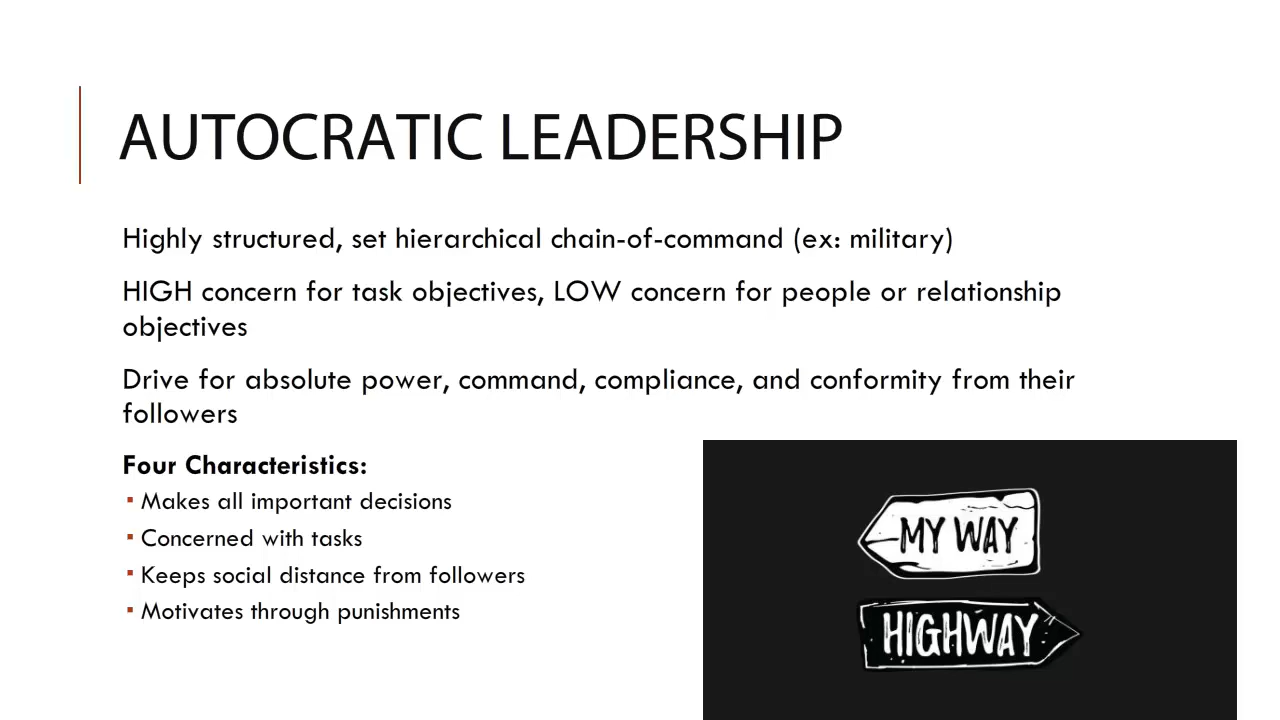 AUTOCRATIC LEADERSHIP
Highly structured, set hierarchical chain-of-command (ex: military)
HIGH concern for task objectives, LOW concern for people or relationship
objectives
Drive for absolute power, command, compliance, and conformity from their
followers
Four Characteristics:
▪ Makes all important decisions
▪ Concerned with tasks
▪ Keeps social distance from followers
▪ Motivates through punishments
MY WAY
HIGHWAY